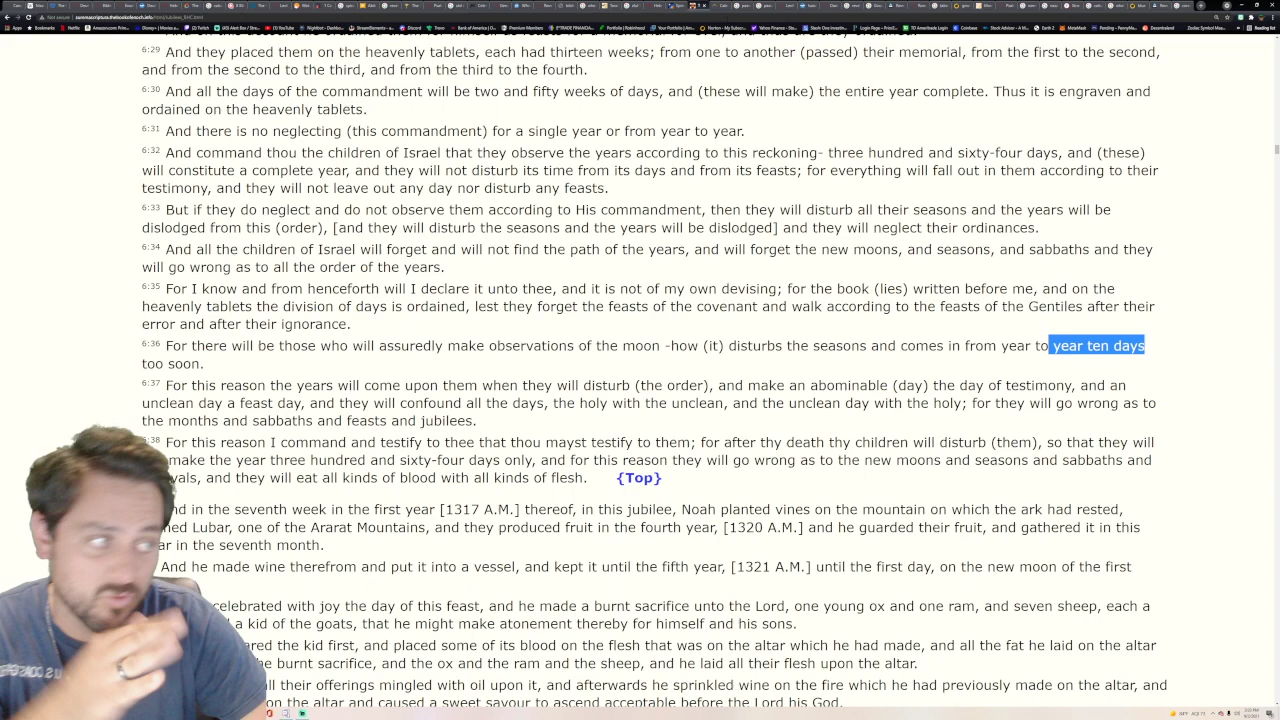 Not secure | summascriptura.thebookofenoch.info/html/Jubilees_RHC.html
6:29 And they placed them on the heavenly tablets, each had thirteen weeks; from one to another (passed) their memorial, from the first to the second,
and from the second to the third, and from the third to the fourth.
6:30 And all the days of the commandment will be two and fifty weeks of days, and (these will make) the entire year complete. Thus it is engraven and
ordained on the heavenly tablets.
6:31 And there is no neglecting (this commandment) for a single year or from year to year.
6:32 And command thou the children of Israel that they observe the years according to this reckoning- three hundred and sixty-four days, and (these)
will constitute a complete year, and they will not disturb its time from its days and from its feasts; for everything will fall out in them according to their
testimony, and they will not leave out any day nor disturb any feasts.
6:33 But if they do neglect and do not observe them according to His commandment, then they will disturb all their seasons and the years will be
dislodged from this (order), [and they will disturb the seasons and the years will be dislodged] and they will neglect their ordinances.
6:34 And all the children of Israel will forget and will not find the path of the years, and will forget the new moons, and seasons, and sabbaths and they
will go wrong as to all the order of the years.
6:35 For I know and from henceforth will I declare it unto thee, and it is not of my own devising; for the book (lies) written before me, and on the
heavenly tablets the division of days is ordained, lest they forget the feasts of the covenant and walk according to the feasts of the Gentiles after their
error and after their ignorance.
6:36 For there will be those who will assuredly make observations of the moon -how (it) disturbs the seasons and comes in from year to year ten days
too soon.
6:37 For this reason the years will come upon them when they will disturb (the order), and make an abominable (day) the day of testimony, and an
unclean day a feast day, and they will confound all the days, the holy with the unclean, and the unclean day with the holy; for they will go wrong as to
the months and sabbaths and feasts and jubilees.
:38 For this reason I command and testify to thee that thou mayst testify to them; for after thy death thy children will disturb (them), so that they will
make the year three hundred and sixty-four days only, and for this reason they will go wrong as to the new moons and seasons and sabbaths and
vals, and they will eat all kinds of blood with all kinds of flesh. {Top}
nd in the seventh week in the first year [1317 A.M.] thereof, in this jubilee, Noah planted vines on the mountain on which the ark had rested,
ed Lubar, one of the Ararat Mountains, and they produced fruit in the fourth year, [1320 A.M.] and he guarded their fruit, and gathered it in this
ar in the seventh month.
And he made wine therefrom and put it into a vessel, and kept it until the fifth year, [1321 A.M.] until the first day, on the new moon of the first
celebrated with joy the day of this feast, and he made a burnt sacrifice unto the Lord, one young ox and one ram, and seven sheep, each a
a kid of the goats, that he might make atonement thereby for himself and his sons.
ared the kid first, and placed some of its blood on the flesh that was on the altar which he had made, and all the fat he laid on the altar
he burnt sacrifice, and the ox and the ram and the sheep, and he laid all their flesh upon the altar.
all their offerings mingled with oil upon it, and afterwards he sprinkled wine on the fire which he had previously made on the altar, and
on the altar and caused a sweet savour to ascend acceptable before the Lord his God.